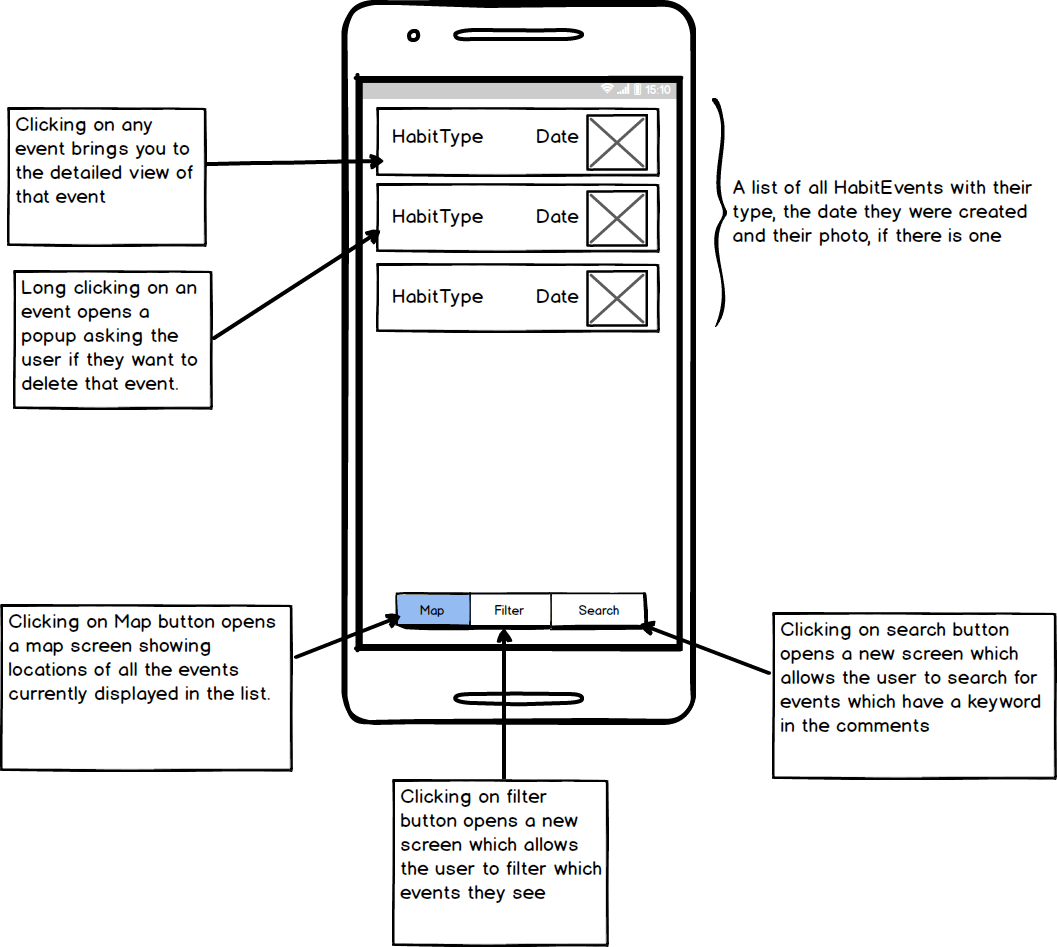 15:10
Clicking on any
event brings you to
the detailed view of
that event
HabitType Date
HabitType Date
HabitType Date
A list of all HabitEvents with their
type, the date they were created
and their photo, if there is one
Long clicking on an
event opens a
popup asking the
user if they want to
delete that event.
Map Filter Search
Clicking on Map button opens
a map screen showing
locations of all the events
currently displayed in the list.
Clicking on search button
opens a new screen which
allows the user to search for
events which have a keyword
in the comments
Clicking on filter
button opens a new
screen which allows
the user to filter which
events they see